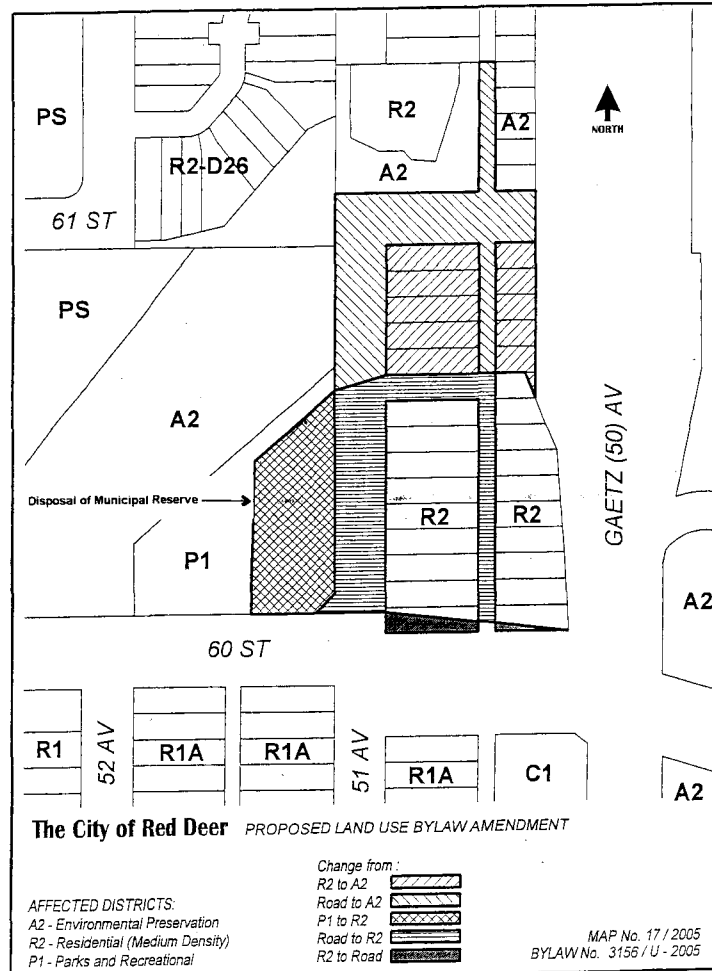 PS
R2
A2
NORTH
R2-D26
A2
61 ST
PS
A2
GAETZ (50) AV
Disposal of Municipal Reserve
R2
R2
P1
A2
60 ST
R1
52 AV
R1A
R1A
51 AV
R1A
C1
A2
The City of Red Deer PROPOSED LAND USE BYLAW AMENDMENT
Change from :
R2 to A2
Road to A2
P1 to R2
Road to R2
R2 to Road
AFFECTED DISTRICTS:
A2 - Environmental Preservation
R2 - Residential (Medium Density)
P1 - Parks and Recreational
MAP No. 17 / 2005
BYLAW No. 3156 / U - 2005